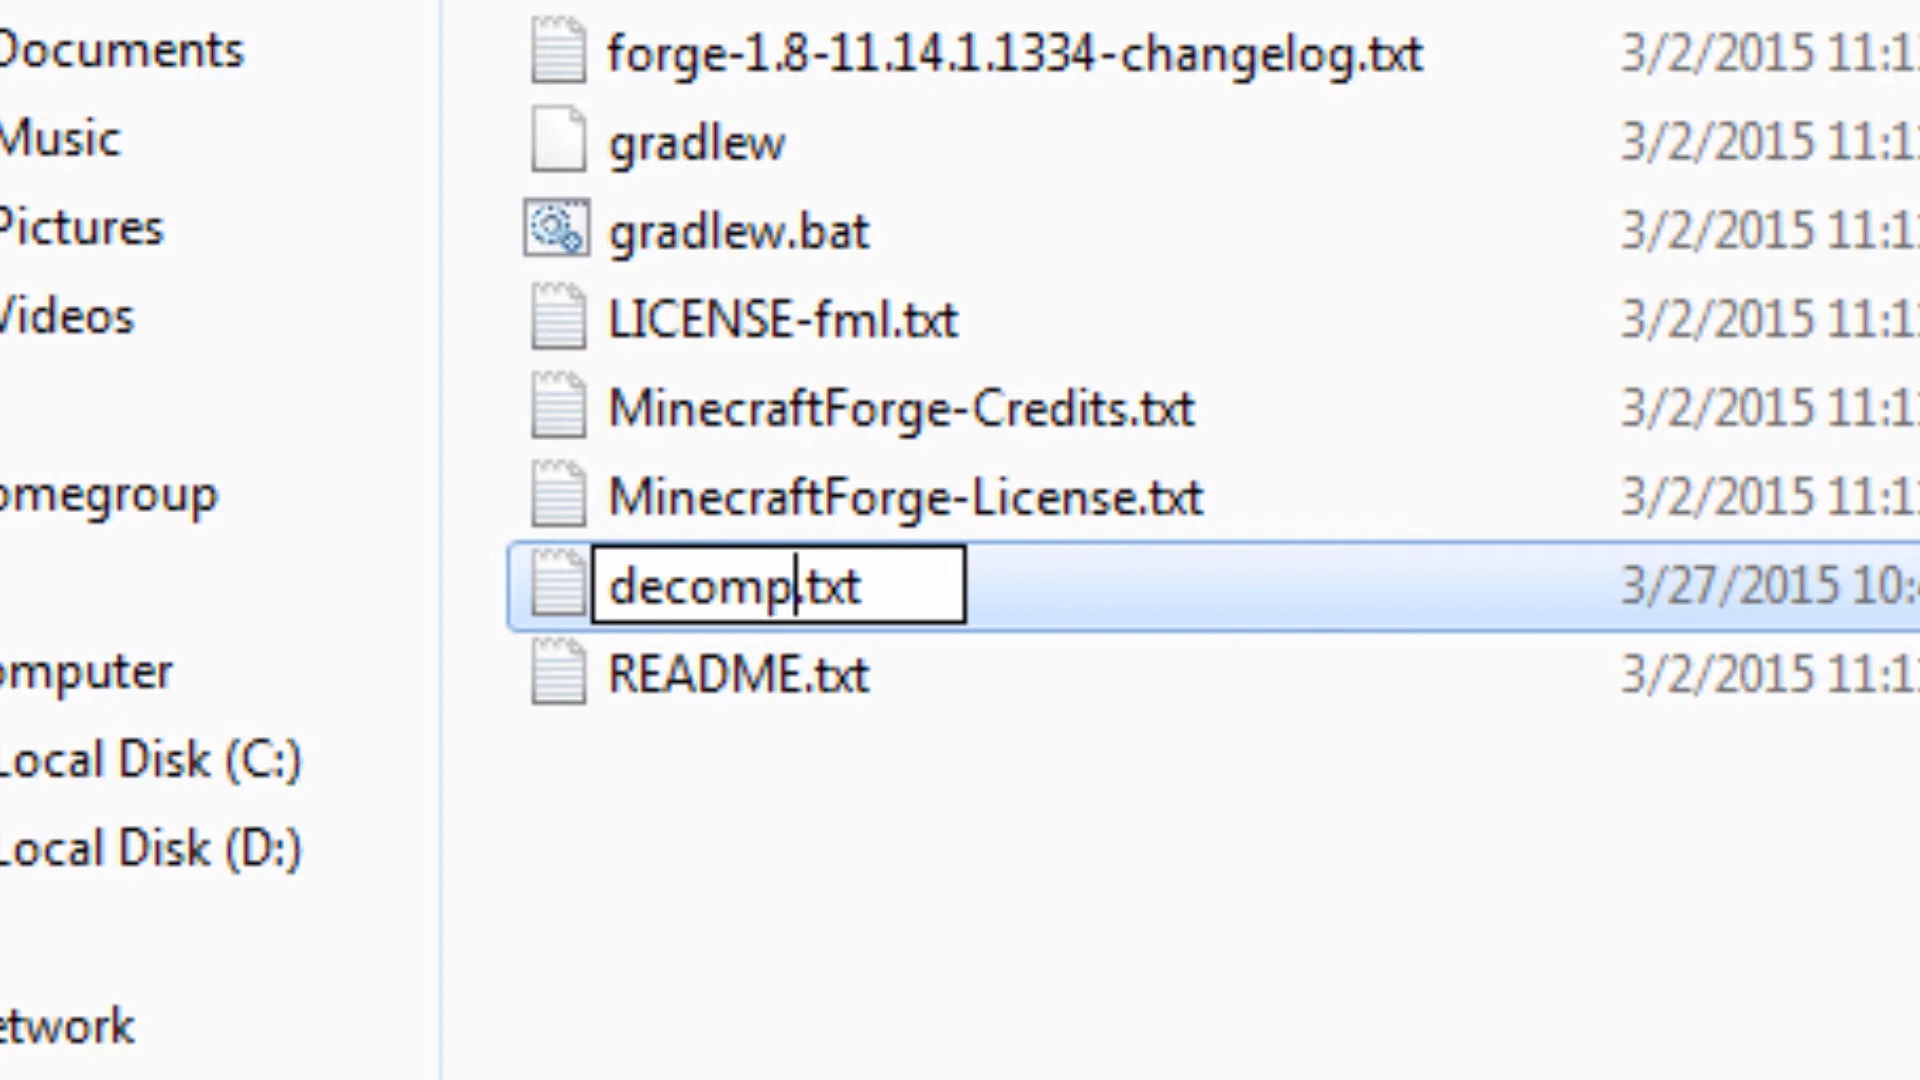 Documents
Music
Pictures
Videos
omegroup
omputer
Local Disk (C:)
Local Disk (D:)
etwork
forge-1.8-11.14.1.1334-changelog.txt 3/2/2015 11:1
gradlew 3/2/2015 11:1
gradlew.bat 3/2/2015 11:1
LICENSE-fml.txt 3/2/2015 11:1
MinecraftForge-Credits.txt 3/2/2015 11:1
MinecraftForge-License.txt 3/2/2015 11:1
decomp.txt 3/27/2015 10:
README.txt 3/2/2015 11:1